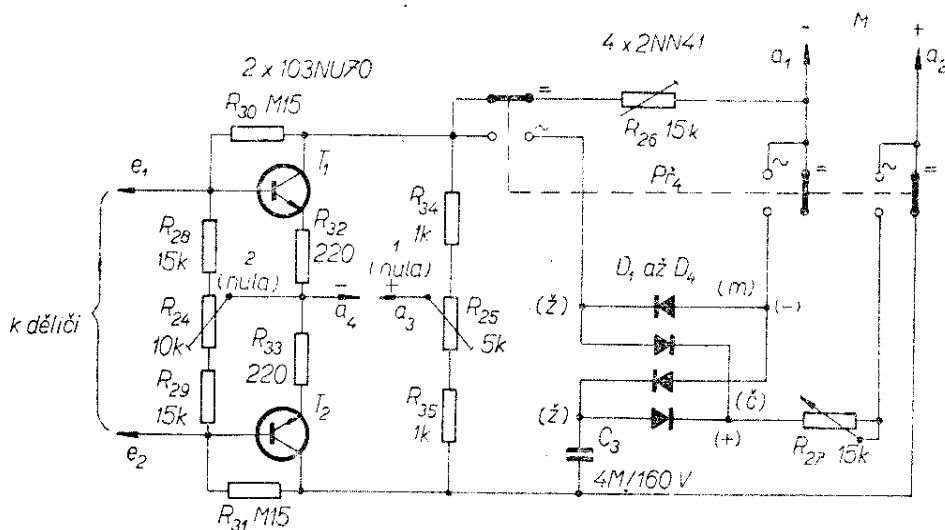 M
- +
a1 a2
4 x 2NN41
2 x 103NU70
R30 M15
=
R26 15k
~
T1
e1
Př4
~ =
~ =
R28
15k
R32
220
R34
1k
2
(nula)
1
(nula)
D1 až D4
(ž)
(m)
(-)
- +
a4 a3
k děliči
R24
10k
R25
5k
R33
220
R29
15k
R35
1k
T2
(ž)
(č)
(+)
C3
4M/160 V
R27 15k
e2
R31 M15